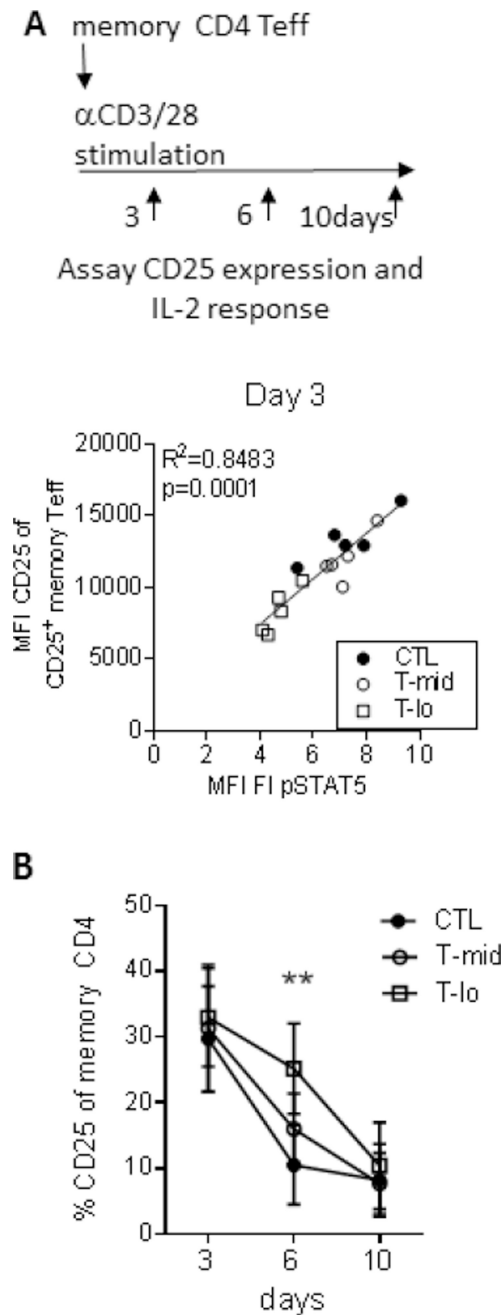 A memory CD4 Teff
αCD3/28
stimulation
3 6 10days
Assay CD25 expression and
IL-2 response
Day 3
20000
R²=0.8483
p=0.0001
15000
10000
5000
0
MFI CD25 of
CD25⁺ memory Teff
CTL
T-mid
T-lo
0 2 4 6 8 10
MFI FI pSTAT5
B
50
40
30
20
10
0
% CD25 of memory CD4
**
CTL
T-mid
T-lo
3 6 10
days